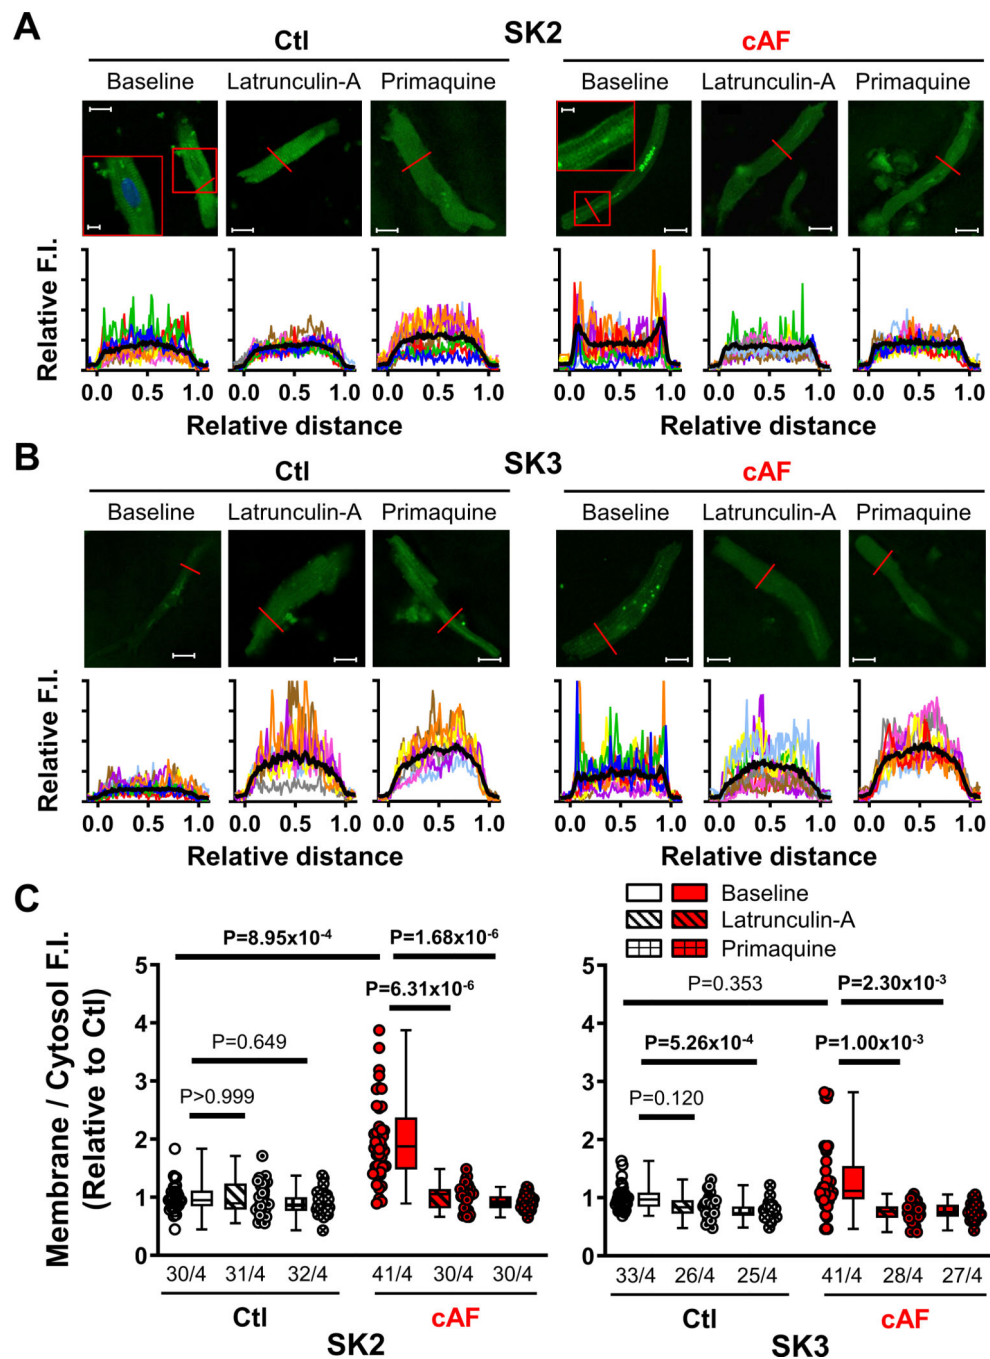 A
SK2
Ctl
cAF
Baseline Latrunculin-A Primaquine
Baseline Latrunculin-A Primaquine
Relative F.I.
0.0 0.5 1.0 0.0 0.5 1.0 0.0 0.5 1.0
0.0 0.5 1.0 0.0 0.5 1.0 0.0 0.5 1.0
Relative distance
Relative distance
B
SK3
Ctl
cAF
Baseline Latrunculin-A Primaquine
Baseline Latrunculin-A Primaquine
Relative F.I.
0.0 0.5 1.0 0.0 0.5 1.0 0.0 0.5 1.0
0.0 0.5 1.0 0.0 0.5 1.0 0.0 0.5 1.0
Relative distance
Relative distance
C
Baseline
Latrunculin-A
Primaquine
Membrane / Cytosol F.I.
(Relative to Ctl)
P=8.95x10-4
P=1.68x10-6
P=6.31x10-6
P=0.649
P>0.999
5
4
3
2
1
0
30/4 31/4 32/4 41/4 30/4 30/4
Ctl
cAF
SK2
P=0.353
P=2.30x10-3
P=5.26x10-4
P=1.00x10-3
P=0.120
5
4
3
2
1
0
33/4 26/4 25/4 41/4 28/4 27/4
Ctl
cAF
SK3